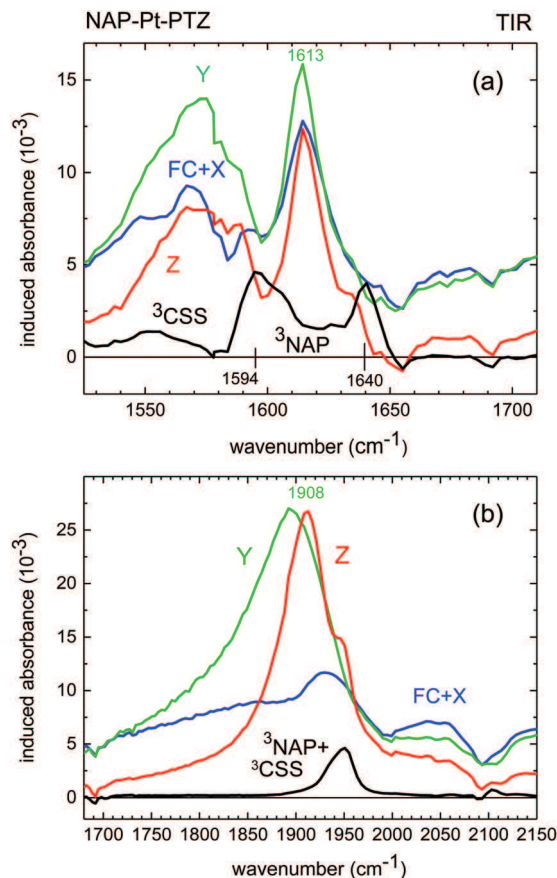 NAP-Pt-PTZ TIR
1613
(a)
Y
FC+X
Z
³CSS
³NAP
1594
1640
15
10
5
0
induced absorbance (10⁻³)
1550 1600 1650 1700
wavenumber (cm⁻¹)
1908
(b)
Y
Z
FC+X
³NAP+
³CSS
25
20
15
10
5
0
induced absorbance (10⁻³)
1700 1750 1800 1850 1900 1950 2000 2050 2100 2150
wavenumber (cm⁻¹)